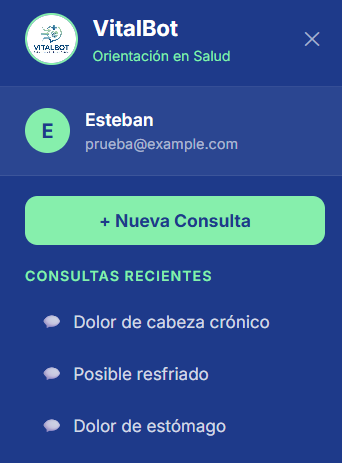 VitalBot
VITALBOT
Orientación en Salud
E
Esteban
prueba@example.com
+ Nueva Consulta
CONSULTAS RECIENTES
Dolor de cabeza crónico
Posible resfriado
Dolor de estómago